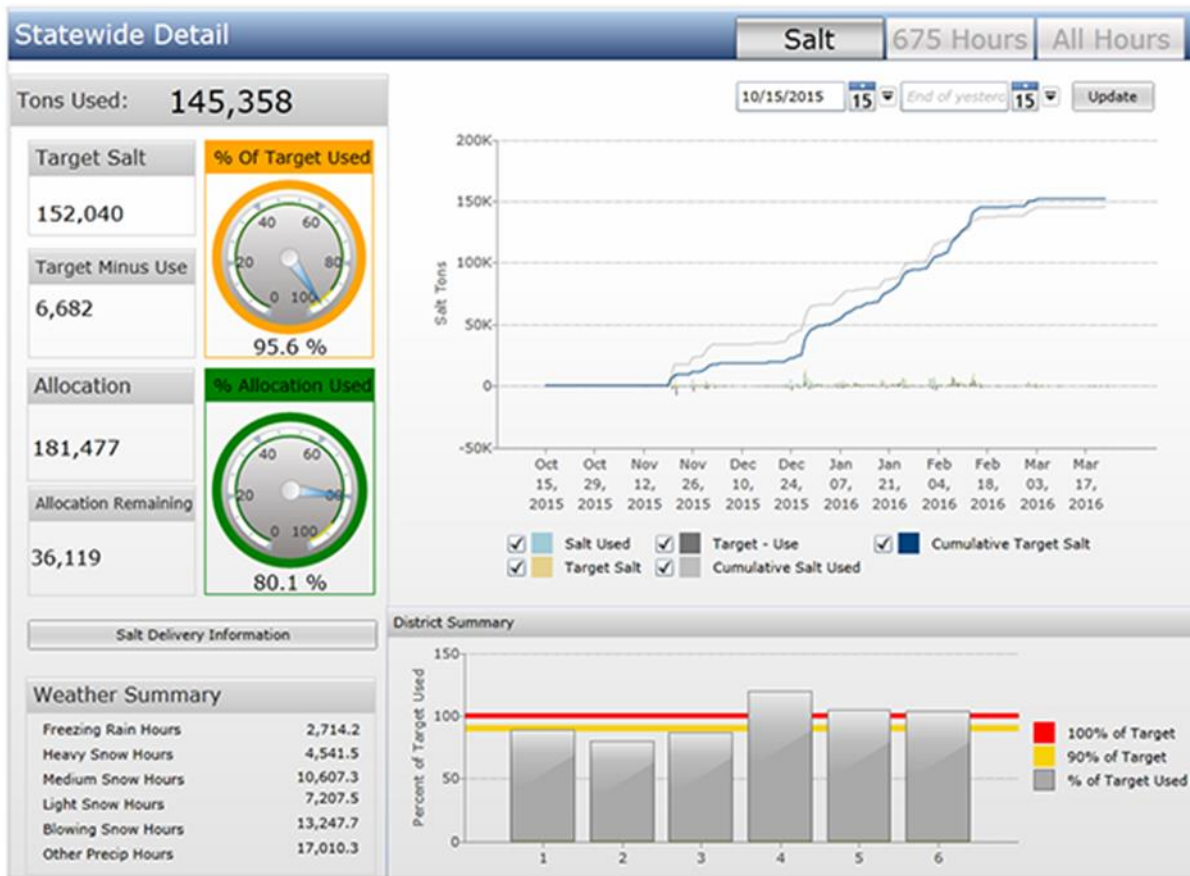 Statewide Detail
Salt
675 Hours
All Hours
Tons Used: 145,358
Target Salt
152,040
% Of Target Used
0 20 40 60 80 100
95.6 %
Target Minus Use
6,682
Allocation
181,477
% Allocation Used
0 20 40 60 80 100
80.1 %
Allocation Remaining
36,119
Salt Delivery Information
Weather Summary
Freezing Rain Hours 2,714.2
Heavy Snow Hours 4,541.5
Medium Snow Hours 10,607.3
Light Snow Hours 7,207.5
Blowing Snow Hours 13,247.7
Other Precip Hours 17,010.3
10/15/2015 15 End of yesterc 15 Update
Salt Tons
200K
150K
100K
50K
0
-50K
Oct Oct Nov Nov Dec Dec Jan Jan Feb Feb Mar Mar
15, 29, 12, 26, 10, 24, 07, 21, 04, 18, 03, 17,
2015 2015 2015 2015 2015 2015 2016 2016 2016 2016 2016 2016
Salt Used Target - Use Cumulative Target Salt
Target Salt Cumulative Salt Used
District Summary
Percent of Target Used
150
100
50
0
1 2 3 4 5 6
100% of Target
90% of Target
% of Target Used